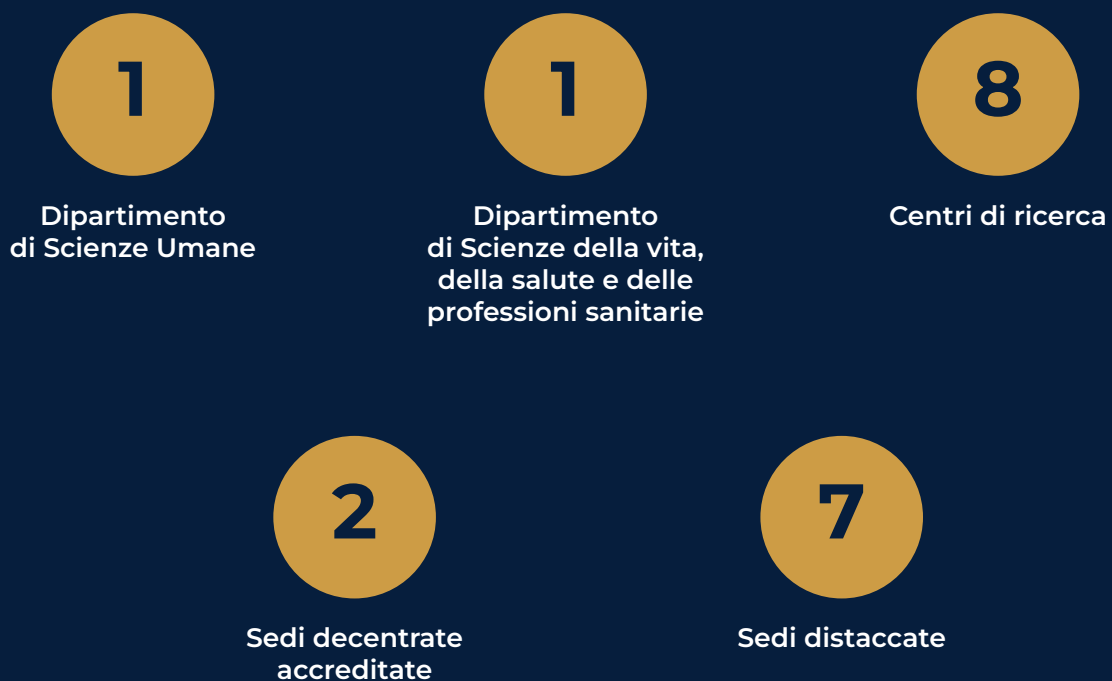 1
Dipartimento
di Scienze Umane
1
Dipartimento
di Scienze della vita,
della salute e delle
professioni sanitarie
8
Centri di ricerca
2
Sedi decentrate
accreditate
7
Sedi distaccate